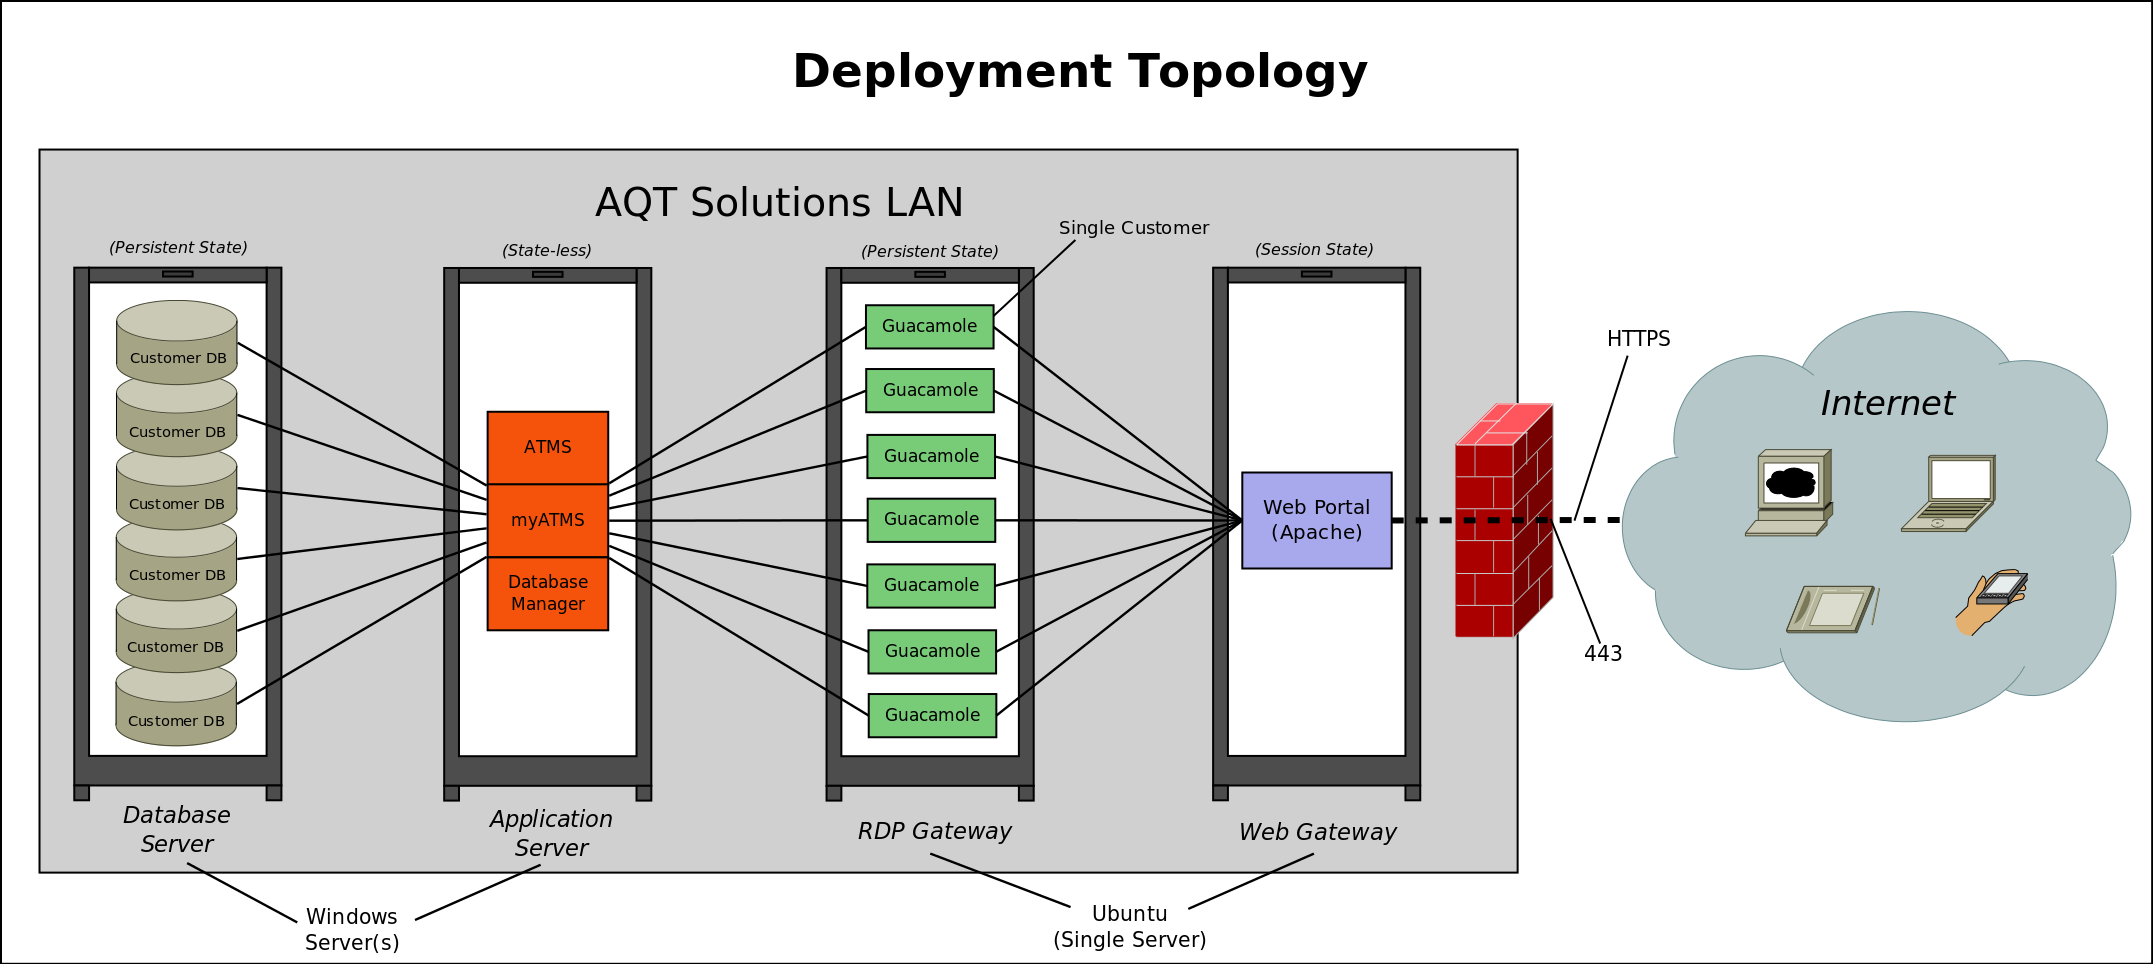 Deployment Topology
AQT Solutions LAN
Single Customer
(Persistent State)
(State-less)
(Persistent State)
(Session State)
Customer DB
Customer DB
Customer DB
Customer DB
Customer DB
Customer DB
ATMS
myATMS
Database
Manager
Guacamole
Guacamole
Guacamole
Guacamole
Guacamole
Guacamole
Guacamole
Web Portal
(Apache)
HTTPS
443
Internet
Database
Server
Application
Server
RDP Gateway
Web Gateway
Windows
Server(s)
Ubuntu
(Single Server)